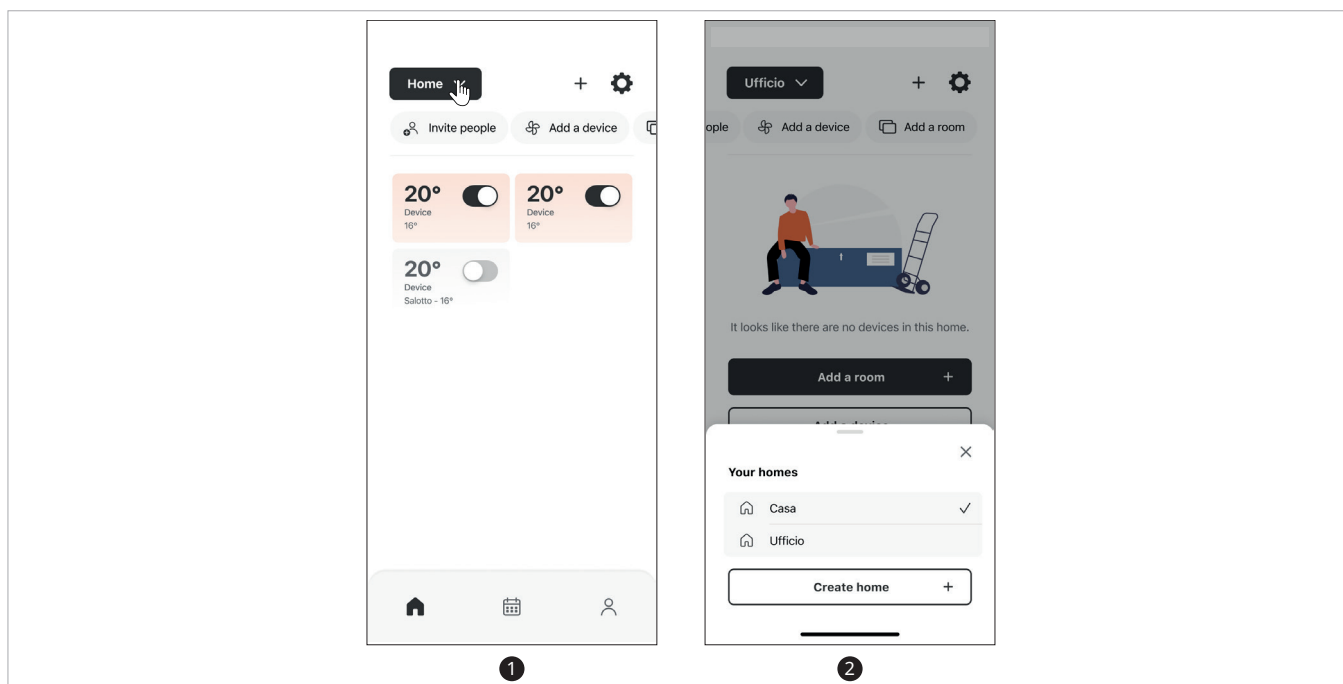 Home
Invite people
Add a device
20°
Device
16°
20°
Device
16°
20°
Device
Salotto - 16°
1
Ufficio
ople
Add a device
Add a room
It looks like there are no devices in this home.
Add a room
Add a device
Your homes
Casa
Ufficio
Create home
2